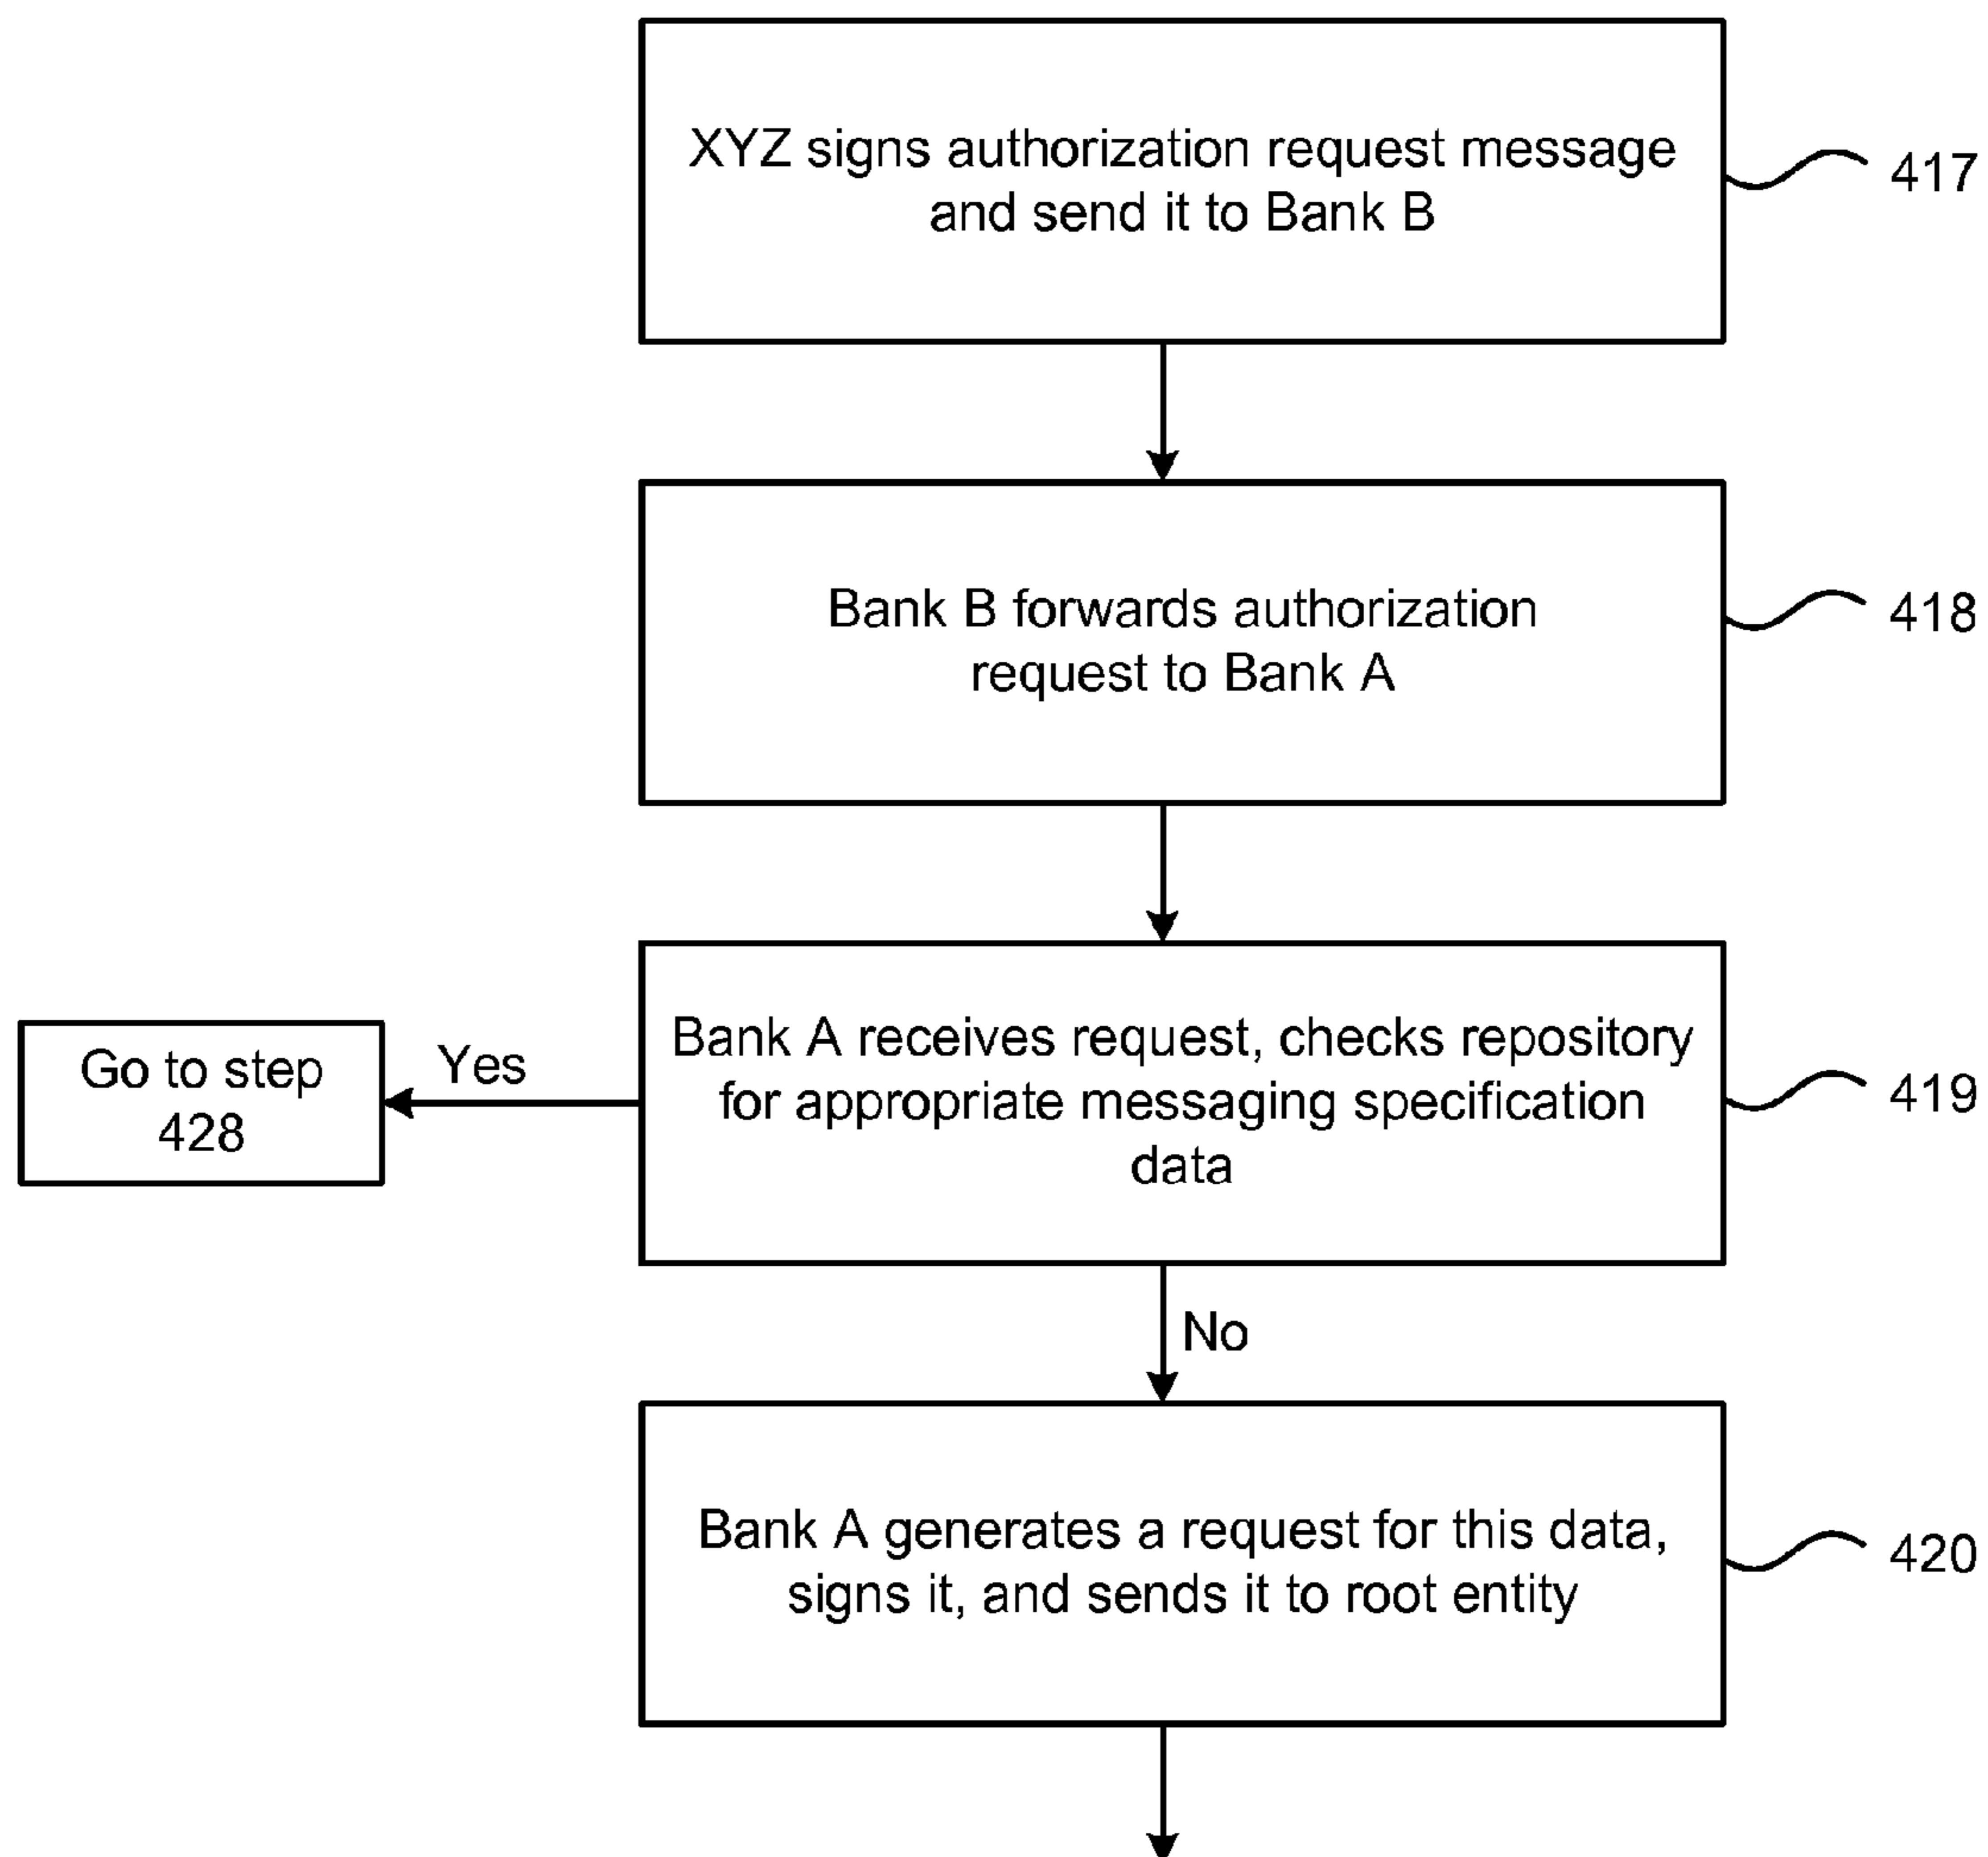 XYZ signs authorization request message
and send it to Bank B
417
Bank B forwards authorization
request to Bank A
418
Bank A receives request, checks repository
for appropriate messaging specification
data
419
Yes
Go to step
428
No
Bank A generates a request for this data,
signs it, and sends it to root entity
420